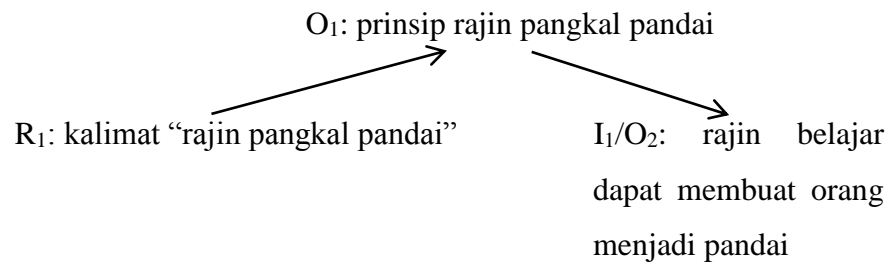 O₁: prinsip rajin pangkal pandai
R₁: kalimat “rajin pangkal pandai”
I₁/O₂: rajin belajar
dapat membuat orang
menjadi pandai